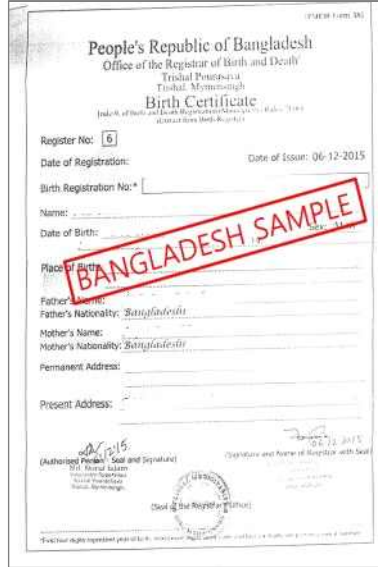 People's Republic of Bangladesh
Office of the Registrar of Birth and Death
Trishal Pourasava
Trishal, Mymensingh
Birth Certificate
Register No: 6
Date of Registration:
Date of Issue: 06-12-2015
Birth Registration No:*
Name:
Date of Birth:
Sex:
BANGLADESH SAMPLE
Place of Birth:
Father's Name:
Father's Nationality: Bangladeshi
Mother's Name:
Mother's Nationality: Bangladeshi
Permanent Address:
Present Address:
06.12.2015
(Authorised Person Seal and Signature)
(Signature and Name of Registrar with Seal)
(Seal of the Registrar's Office)